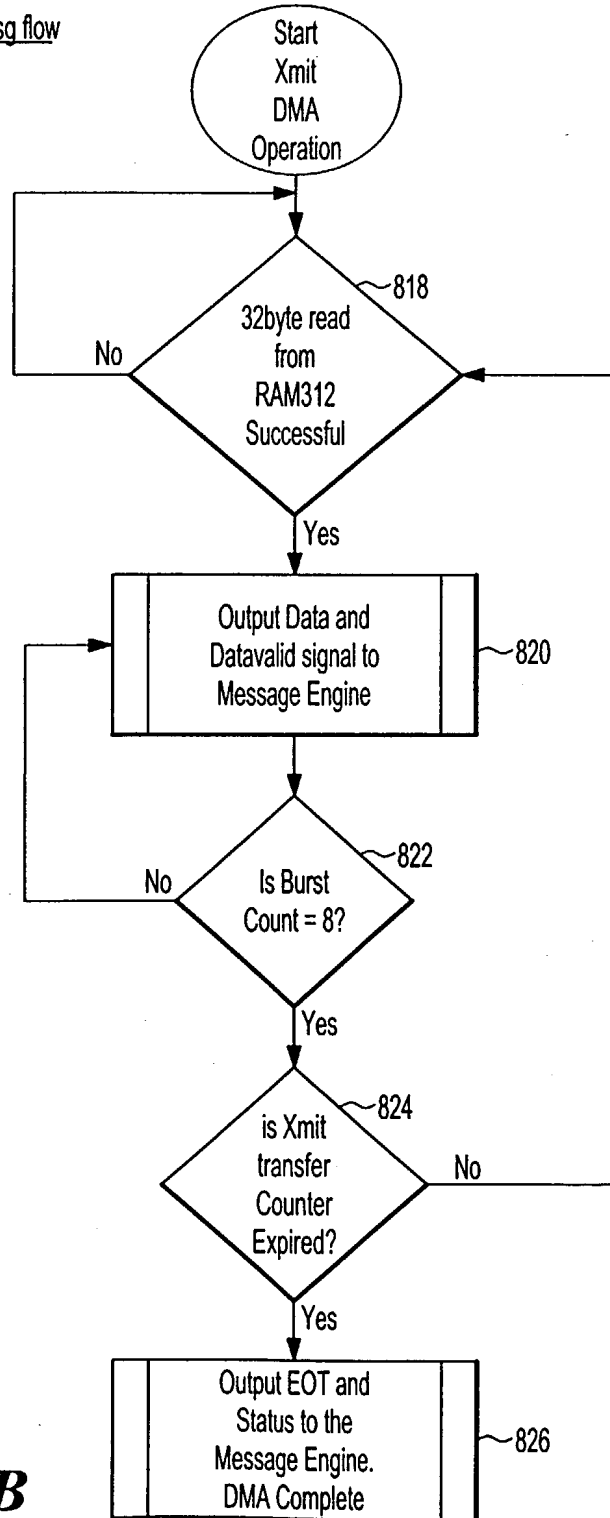 sg flow
Start
Xmit
DMA
Operation
818
32byte read
from
RAM312
Successful
No
Yes
Output Data and
Datavalid signal to
Message Engine
820
822
Is Burst
Count = 8?
No
Yes
824
is Xmit
transfer
Counter
Expired?
No
Yes
Output EOT and
Status to the
Message Engine.
DMA Complete
826
B